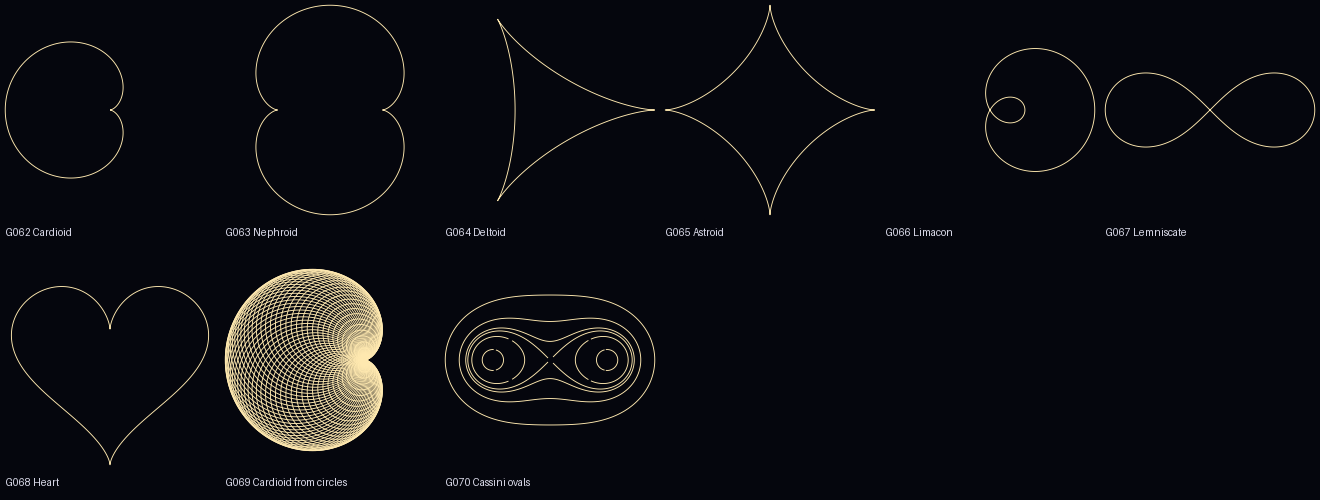 G062 Cardioid
G063 Nephroid
G064 Deltoid
G065 Astroid
G066 Limacon
G067 Lemniscate
G068 Heart
G069 Cardioid from circles
G070 Cassini ovals